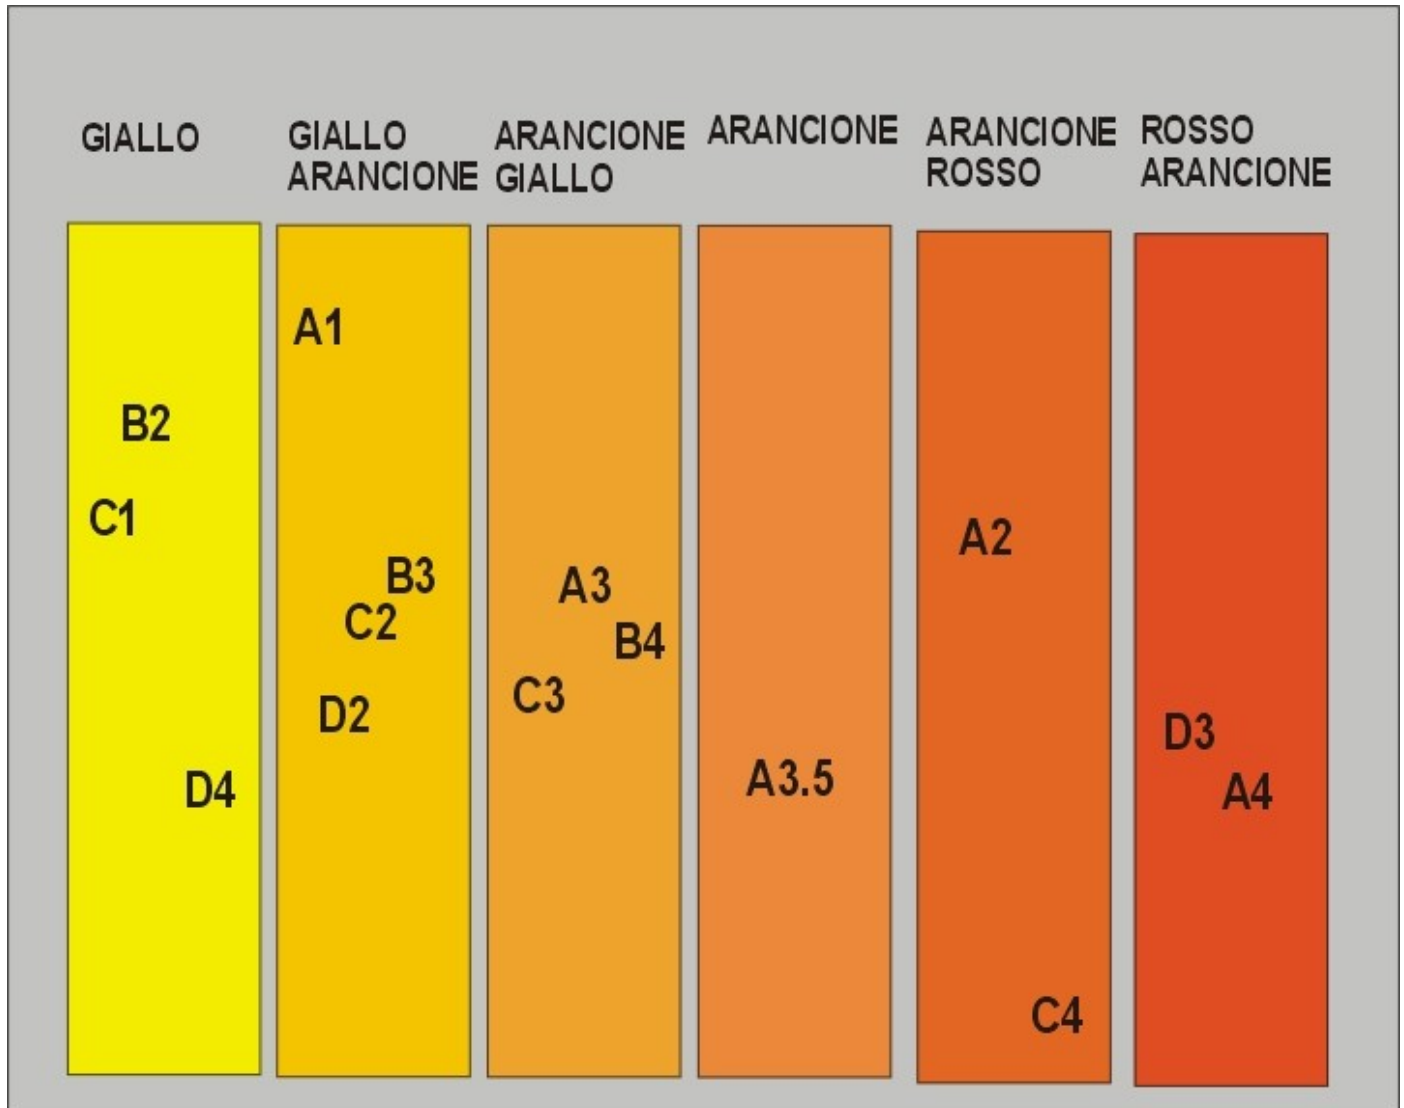 GIALLO
GIALLO
ARANCIONE
ARANCIONE
GIALLO
ARANCIONE
ARANCIONE
ROSSO
ROSSO
ARANCIONE
B2
C1
D4
A1
B3
C2
D2
A3
B4
C3
A3.5
A2
C4
D3
A4